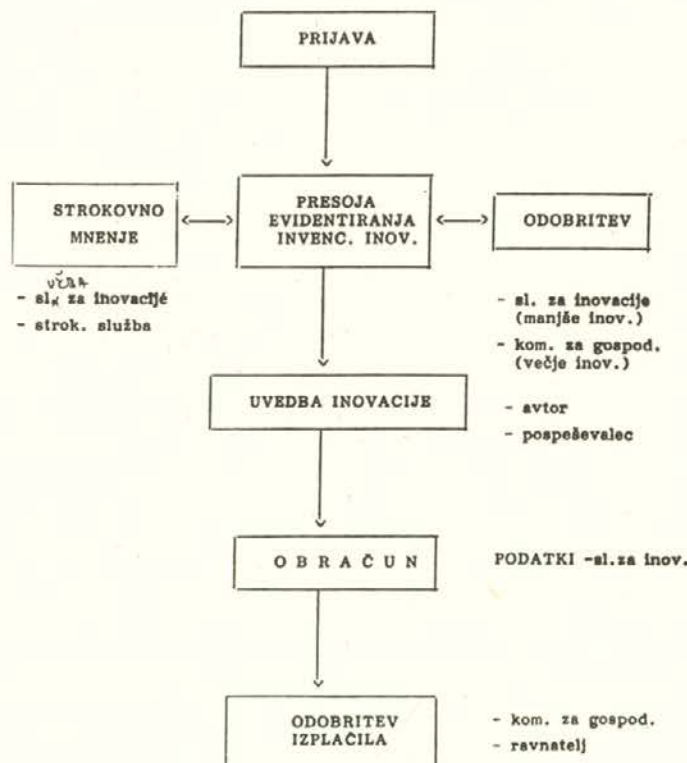 PRIJAVA
STROKOVNO
MNENJE
PRESOJA
EVIDENTIRANJA
INVENC. INOV.
ODOBRITEV
UŽBA
- sl. za inovacije
- strok. služba
- sl. za inovacije
(manjše inov.)
- kom. za gospod.
(večje inov.)
UVEDBA INOVACIJE
- avtor
- pospeševalec
O B R A Č U N
PODATKI -sl.za inov.
ODOBRITEV
IZPLAČILA
- kom. za gospod.
- ravnatelj